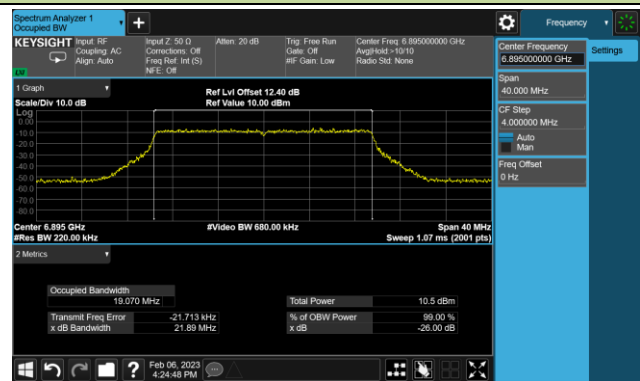 Spectrum Analyzer 1
Occupied BW
Frequency
KEYSIGHT
Input: RF
Coupling: AC
Align: Auto
Input Z: 50 Ω
Corrections: Off
Freq Ref: Int (S)
NFE: Off
Atten: 20 dB
Trig: Free Run
Gate: Off
#IF Gain: Low
Center Freq: 6.895000000 GHz
Avg|Hold:>10/10
Radio Std: None
Center Frequency
6.895000000 GHz
Settings
Span
40.000 MHz
CF Step
4.000000 MHz
Auto
Man
Freq Offset
0 Hz
1 Graph
Scale/Div 10.0 dB
Ref Lvl Offset 12.40 dB
Ref Value 10.00 dBm
Log
0.00
-10.0
-20.0
-30.0
-40.0
-50.0
-60.0
-70.0
-80.0
Center 6.895 GHz
#Video BW 680.00 kHz
Span 40 MHz
#Res BW 220.00 kHz
Sweep 1.07 ms (2001 pts)
2 Metrics
Occupied Bandwidth
19.070 MHz
Total Power
10.5 dBm
Transmit Freq Error
-21.713 kHz
% of OBW Power
99.00 %
x dB Bandwidth
21.89 MHz
x dB
-26.00 dB
?
Feb 06, 2023
4:24:48 PM